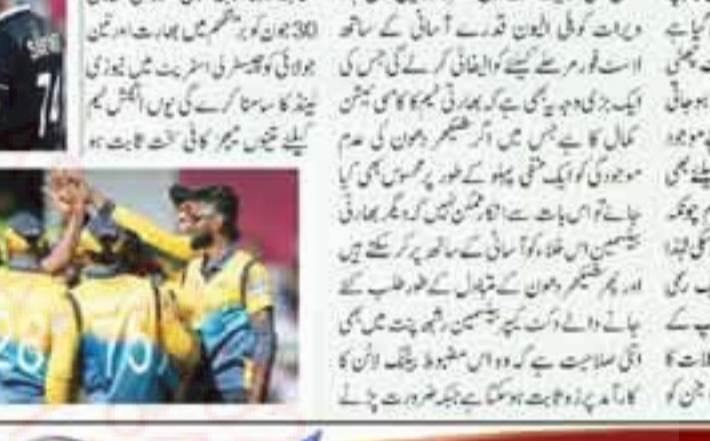 ویرات کوہلی الیون قدرے آسانی کے ساتھ
لاسٹ فور مرحلے کیلئے کوالیفائی کرلے گی جس کی
ایک بڑی وجہ یہ بھی ہے کہ بھارتی ٹیم کا کامبی نیشن
کمال کا ہے جس میں اگر شیکھر دھون کی عدم
موجودگی کو ایک منفی پہلو کے طور پر محسوس بھی کیا
جائے تو اس بات سے انکار ممکن نہیں کہ دیگر بھارتی
بیٹسمین اس خلاء کو آسانی کے ساتھ پر کر سکتے ہیں
اور پھر شیکھر دھون کے متبادل کے طور طلب کئے
جانے والے وکٹ کیپر بیٹسمین رشبھ پنت میں بھی
اتنی صلاحیت ہے کہ وہ اس مضبوط بیٹنگ لائن کا
کارآمد پرزہ ثابت ہوسکتا ہے جبکہ ضرورت پڑنے
30 جون کو برمنگھم میں بھارت اور تین
جولائی کو چیسٹر لی اسٹریٹ میں نیوزی
لینڈ کا سامنا کرے گی یوں انگلش ٹیم
کیلئے تینوں میچز کافی سخت ثابت ہو
28
76